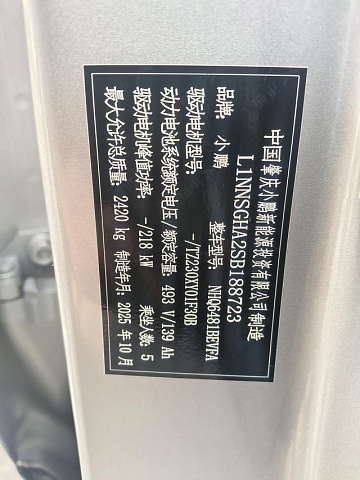 中国肇庆小鹏新能源投资有限公司制造
L1NNSGHA2SB188723
品牌: 小鹏 整车型号: NHQ6481BEVFA
驱动电机型号: -/TZ230XY01F30B
动力电池系统额定电压/额定容量: 493 V/139 Ah
驱动电机峰值功率: -/218 kW 乘坐人数: 5
最大允许总质量: 2420 kg 制造年月: 2025 年 10 月